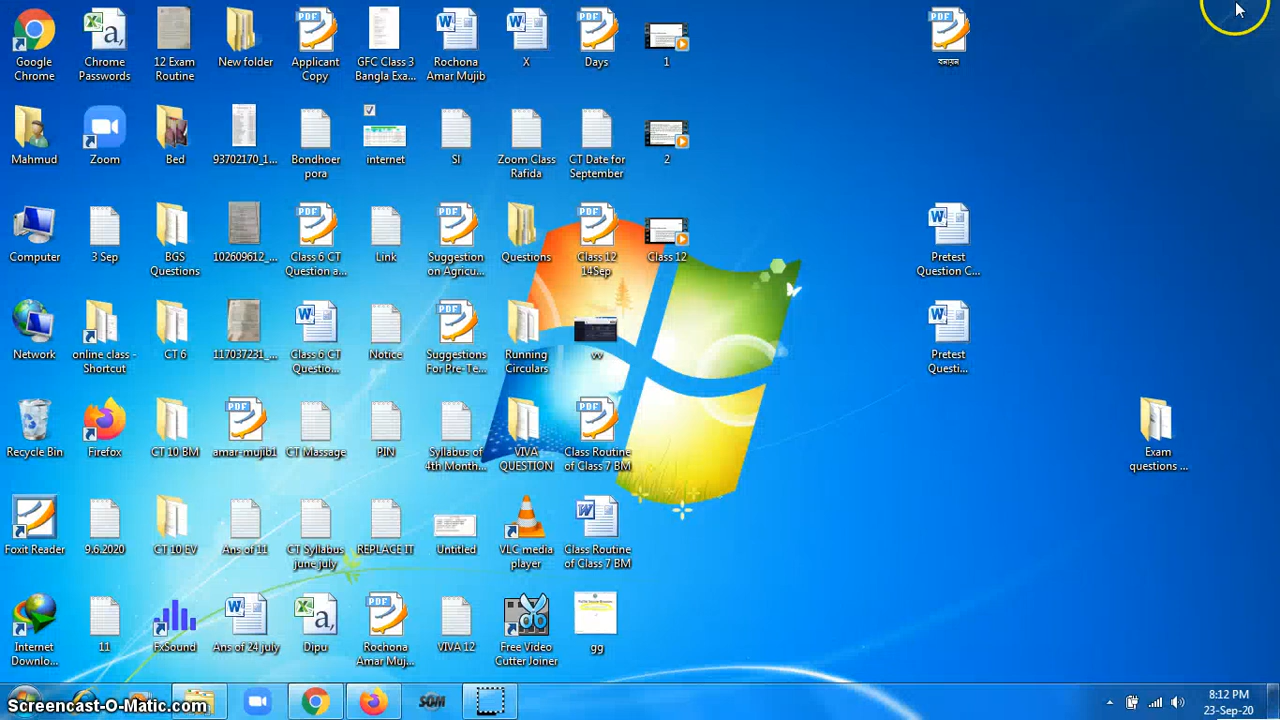 Google
Chrome
Chrome
Passwords
12 Exam
Routine
New folder
Applicant
Copy
GFC Class 3
Bangla Exa...
Rochona
Amar Mujib
X
Days
1
বনায়ন
Mahmud
Zoom
Bed
93702170_1...
Bondhoer
pora
internet
SI
Zoom Class
Rafida
CT Date for
September
2
Computer
3 Sep
BGS
Questions
102609612_...
Class 6 CT
Question a...
Link
Suggestion
on Agricu...
Questions
Class 12
14Sep
Class 12
Pretest
Question C...
Network
online class -
Shortcut
CT 6
117037231_...
Class 6 CT
Questio...
Notice
Suggestions
For Pre-Te...
Running
Circulars
vv
Pretest
Questi...
Recycle Bin
Firefox
CT 10 BM
amar-mujib1
CT Massage
PIN
Syllabus of
4th Month...
VIVA
QUESTION
Class Routine
of Class 7 BM
Exam
questions ...
Foxit Reader
9.6.2020
CT 10 EV
Ans of 11
CT Syllabus
june july
REPLACE IT
Untitled
VLC media
player
Class Routine
of Class 7 BM
Internet
Downlo...
11
FxSound
Ans of 24 july
Dipu
Rochona
Amar Muj...
VIVA 12
Free Video
Cutter Joiner
gg
Screencast-O-Matic.com
SOM
8:12 PM
23-Sep-20